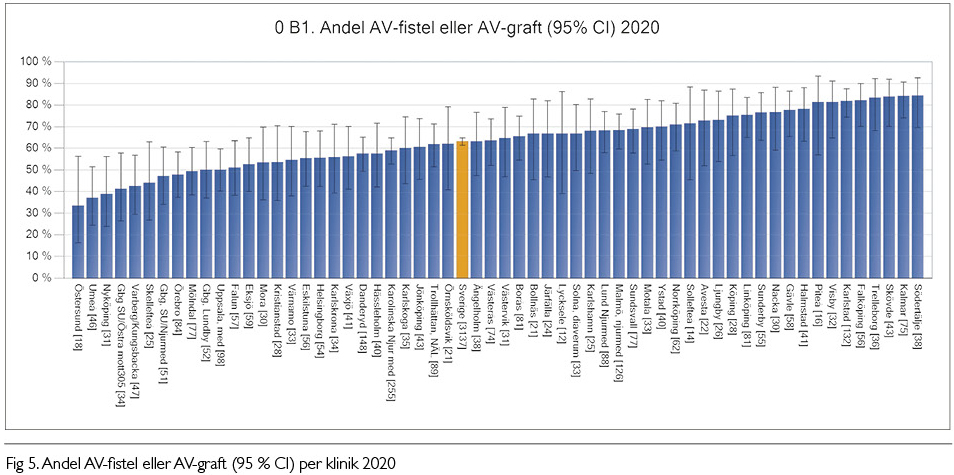 0 B1. Andel AV-fistel eller AV-graft (95% CI) 2020
100 %
90 %
80 %
70 %
60 %
50 %
40 %
30 %
20 %
10 %
0 %
Östersund [18]
Umeå [46]
Nyköping [31]
Gbg SU/Östra mott305 [34]
Varberg/Kungsbacka [47]
Skellefteå [25]
Gbg. SU/Njurmed [51]
Örebro [84]
Mölndal [77]
Gbg. Lundby [52]
Uppsala. med [98]
Falun [57]
Eksjö [59]
Mora [30]
Kristianstad [28]
Värnamo [53]
Eskilstuna [56]
Helsingborg [54]
Karlskrona [34]
Växjö [41]
Danderyd [148]
Hässleholm [40]
Karolinska Njurmed [255]
Karlskoga [35]
Jönköping [43]
Trollhättan, NÄL [89]
Örnsköldsvik [21]
Sverige [3137]
Ängelholm [38]
Västerås [74]
Västervik [31]
Borås [81]
Bollnäs [21]
Järfälla [24]
Lycksele [12]
Solna. diaverum [33]
Karlshamn [25]
Lund Njurmed [88]
Malmö, njurmed [126]
Sundsvall [77]
Motala [33]
Ystad [40]
Norrköping [62]
Sollefteå [14]
Avesta [22]
Ljungby [26]
Köping [28]
Linköping [81]
Sunderby [55]
Nacka [30]
Gävle [58]
Halmstad [41]
Piteå [16]
Visby [32]
Karlstad [132]
Falköping [56]
Trelleborg [36]
Skövde [43]
Kalmar [75]
Södertälje [38]
Fig 5. Andel AV-fistel eller AV-graft (95 % CI) per klinik 2020